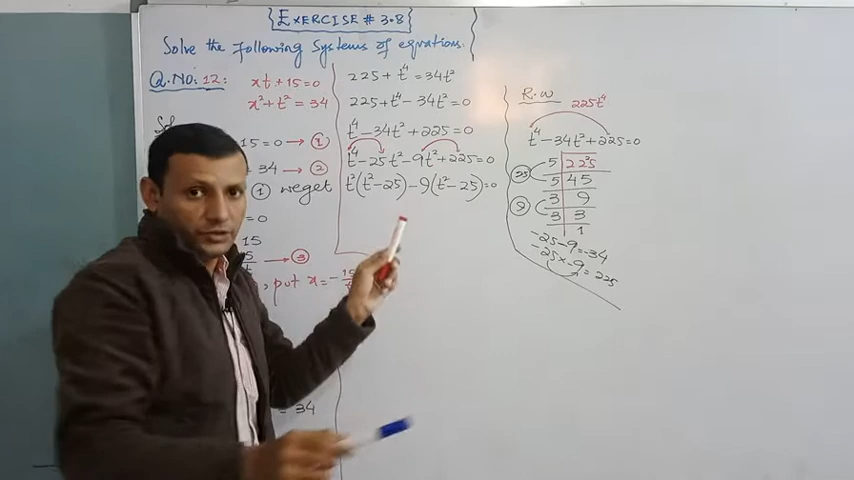 EXERCISE # 3.8
Solve the following systems of equations.
Q.No: 12:
xt + 15 = 0
x² + t² = 34
Sol
15 = 0 → ①
34 → ②
① we get
= 0
15
→ ③
, put x = -15
= 34
225 + t⁴ = 34t²
225 + t⁴ - 34t² = 0
t⁴ - 34t² + 225 = 0
t⁴ - 25t² - 9t² + 225 = 0
t²(t² - 25) - 9(t² - 25) = 0
R.W
225t⁴
t⁴ - 34t² + 225 = 0
5 | 225
25 5 | 45
3 | 9
9 3 | 3
1
-25 - 9 = -34
-25 × -9 = 225